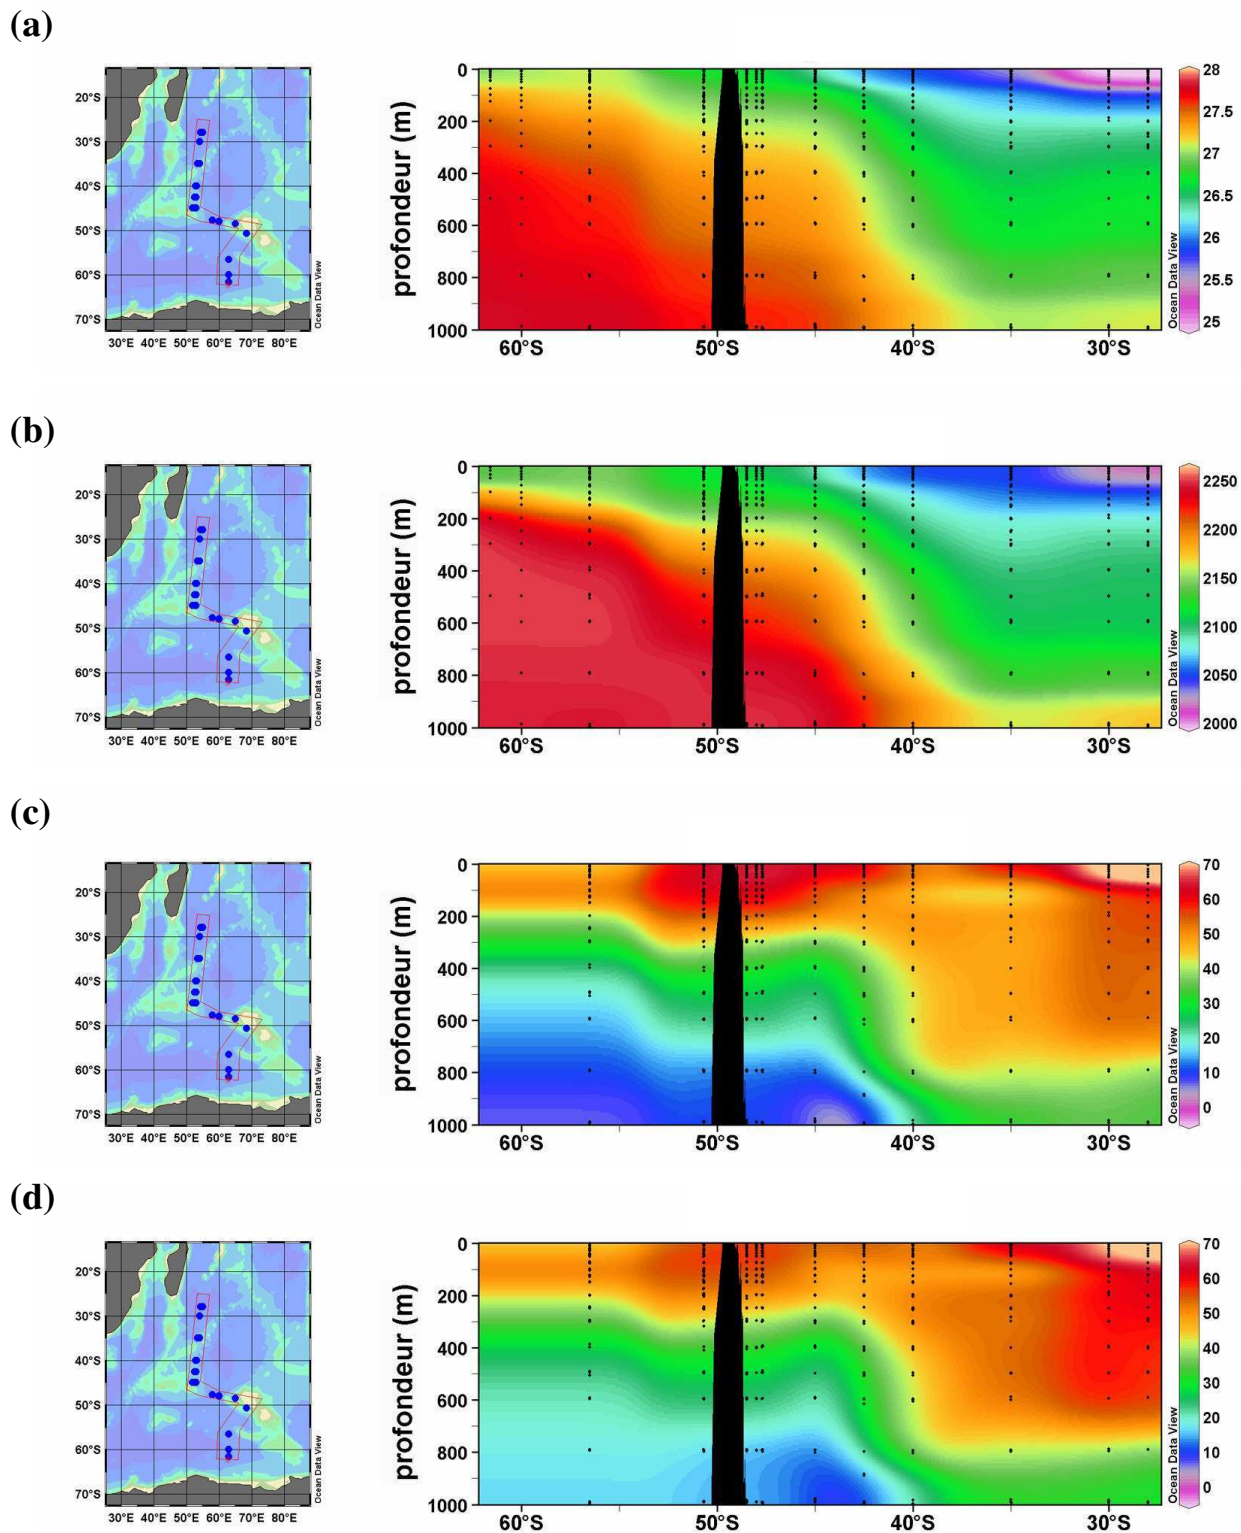 (a)
20°S
30°S
40°S
50°S
60°S
70°S
30°E 40°E 50°E 60°E 70°E 80°E
Ocean Data View
profondeur (m)
0
200
400
600
800
1000
60°S 50°S 40°S 30°S
Ocean Data View
28
27.5
27
26.5
26
25.5
25
(b)
20°S
30°S
40°S
50°S
60°S
70°S
30°E 40°E 50°E 60°E 70°E 80°E
Ocean Data View
profondeur (m)
0
200
400
600
800
1000
60°S 50°S 40°S 30°S
Ocean Data View
2250
2200
2150
2100
2050
2000
(c)
20°S
30°S
40°S
50°S
60°S
70°S
30°E 40°E 50°E 60°E 70°E 80°E
Ocean Data View
profondeur (m)
0
200
400
600
800
1000
60°S 50°S 40°S 30°S
Ocean Data View
70
60
50
40
30
20
10
0
(d)
20°S
30°S
40°S
50°S
60°S
70°S
30°E 40°E 50°E 60°E 70°E 80°E
Ocean Data View
profondeur (m)
0
200
400
600
800
1000
60°S 50°S 40°S 30°S
Ocean Data View
70
60
50
40
30
20
10
0